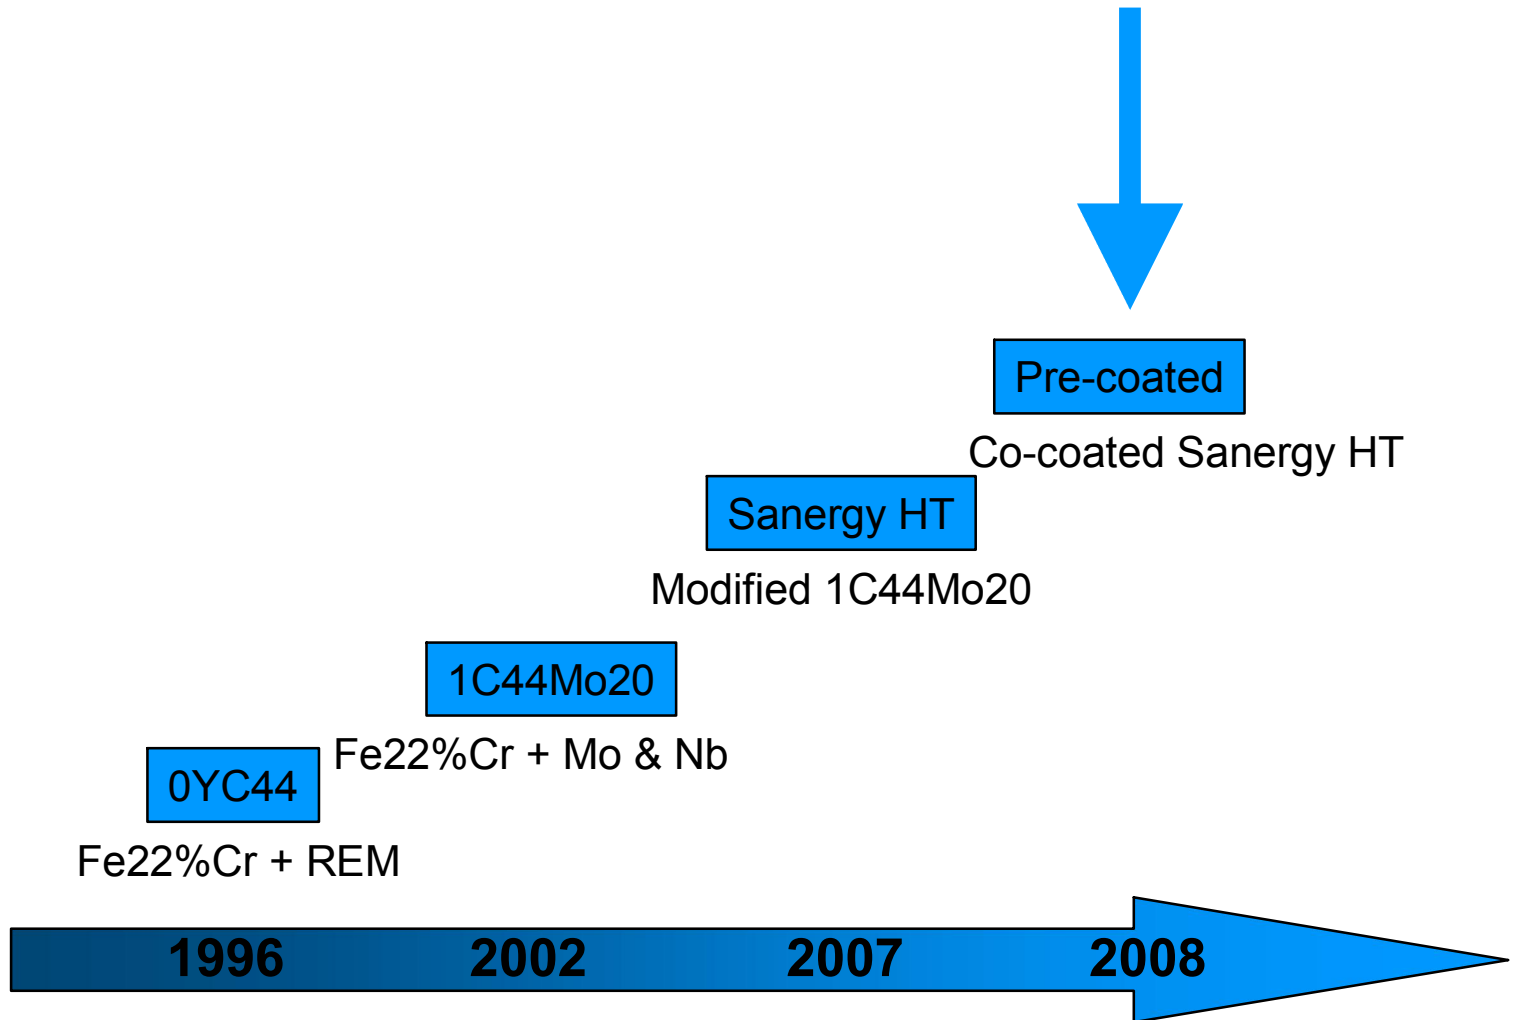 Pre-coated
Co-coated Sanergy HT
Sanergy HT
Modified 1C44Mo20
1C44Mo20
Fe22%Cr + Mo & Nb
0YC44
Fe22%Cr + REM
1996 2002 2007 2008